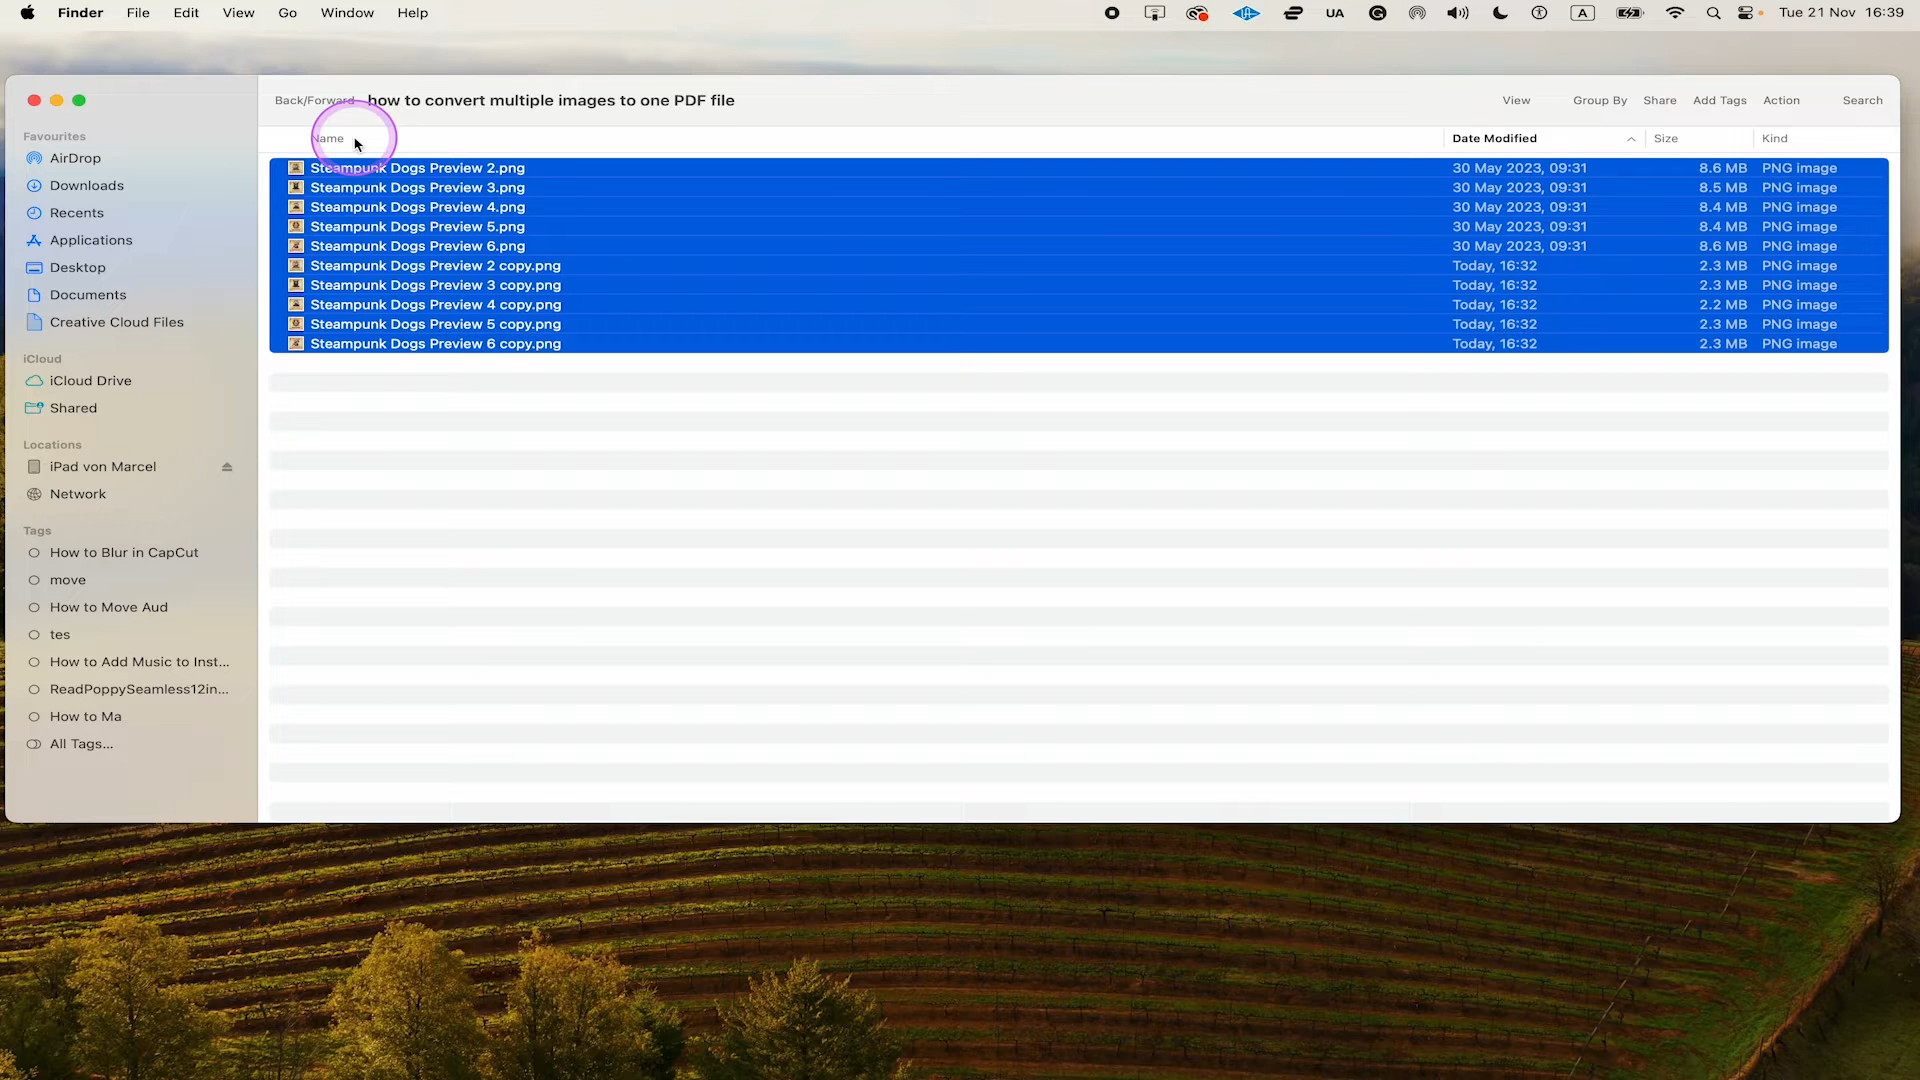 Finder File Edit View Go Window Help UA A Tue 21 Nov 16:39
Back/Forward how to convert multiple images to one PDF file View Group By Share Add Tags Action Search
Name Date Modified Size Kind
Favourites
AirDrop
Downloads
Recents
Applications
Desktop
Documents
Creative Cloud Files
iCloud
iCloud Drive
Shared
Locations
iPad von Marcel
Network
Tags
How to Blur in CapCut
move
How to Move Aud
tes
How to Add Music to Inst...
ReadPoppySeamless12in...
How to Ma
All Tags...
Steampunk Dogs Preview 2.png 30 May 2023, 09:31 8.6 MB PNG image
Steampunk Dogs Preview 3.png 30 May 2023, 09:31 8.5 MB PNG image
Steampunk Dogs Preview 4.png 30 May 2023, 09:31 8.4 MB PNG image
Steampunk Dogs Preview 5.png 30 May 2023, 09:31 8.4 MB PNG image
Steampunk Dogs Preview 6.png 30 May 2023, 09:31 8.6 MB PNG image
Steampunk Dogs Preview 2 copy.png Today, 16:32 2.3 MB PNG image
Steampunk Dogs Preview 3 copy.png Today, 16:32 2.3 MB PNG image
Steampunk Dogs Preview 4 copy.png Today, 16:32 2.2 MB PNG image
Steampunk Dogs Preview 5 copy.png Today, 16:32 2.3 MB PNG image
Steampunk Dogs Preview 6 copy.png Today, 16:32 2.3 MB PNG image